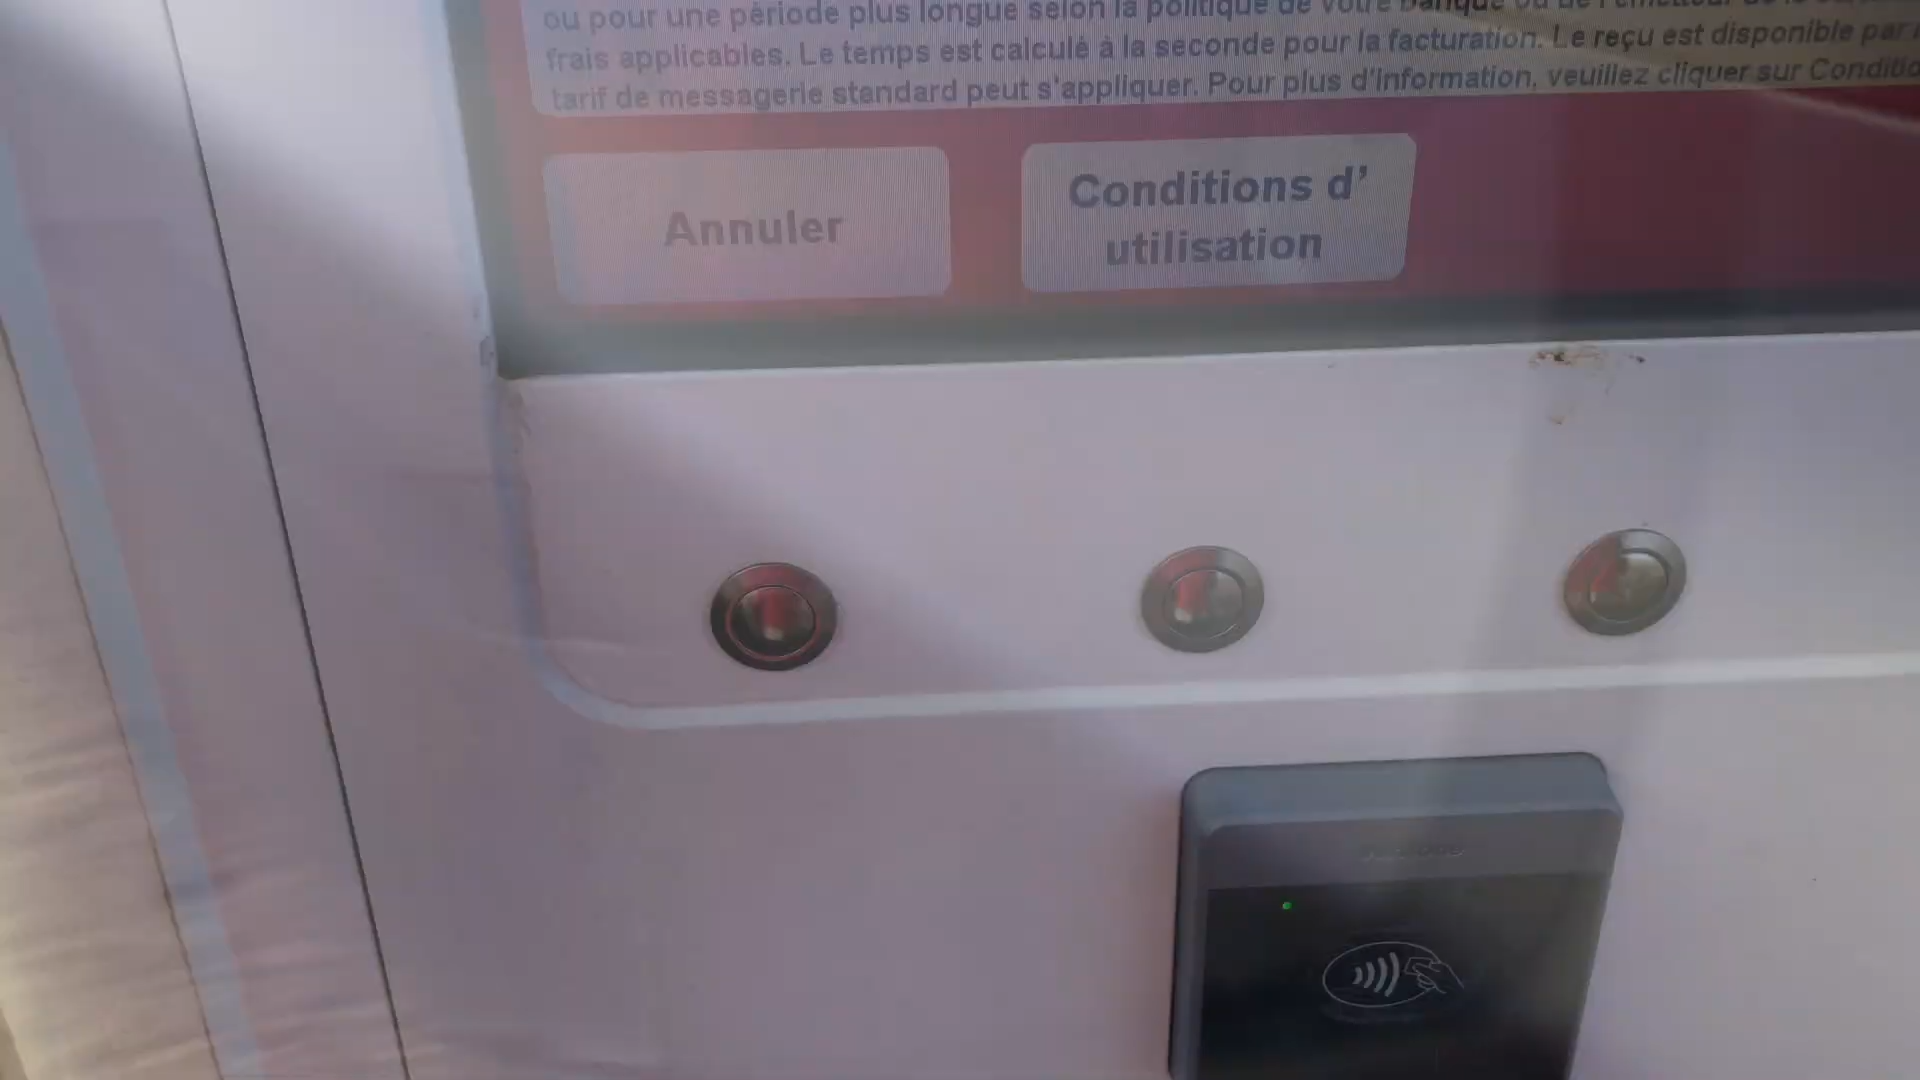 ou pour une période plus longue selon la politique de votre banque ou de l'émetteur de
frais applicables. Le temps est calculé à la seconde pour la facturation. Le reçu est disponible par
tarif de messagerie standard peut s'appliquer. Pour plus d'information, veuillez cliquer sur Conditio
Annuler
Conditions d'
utilisation